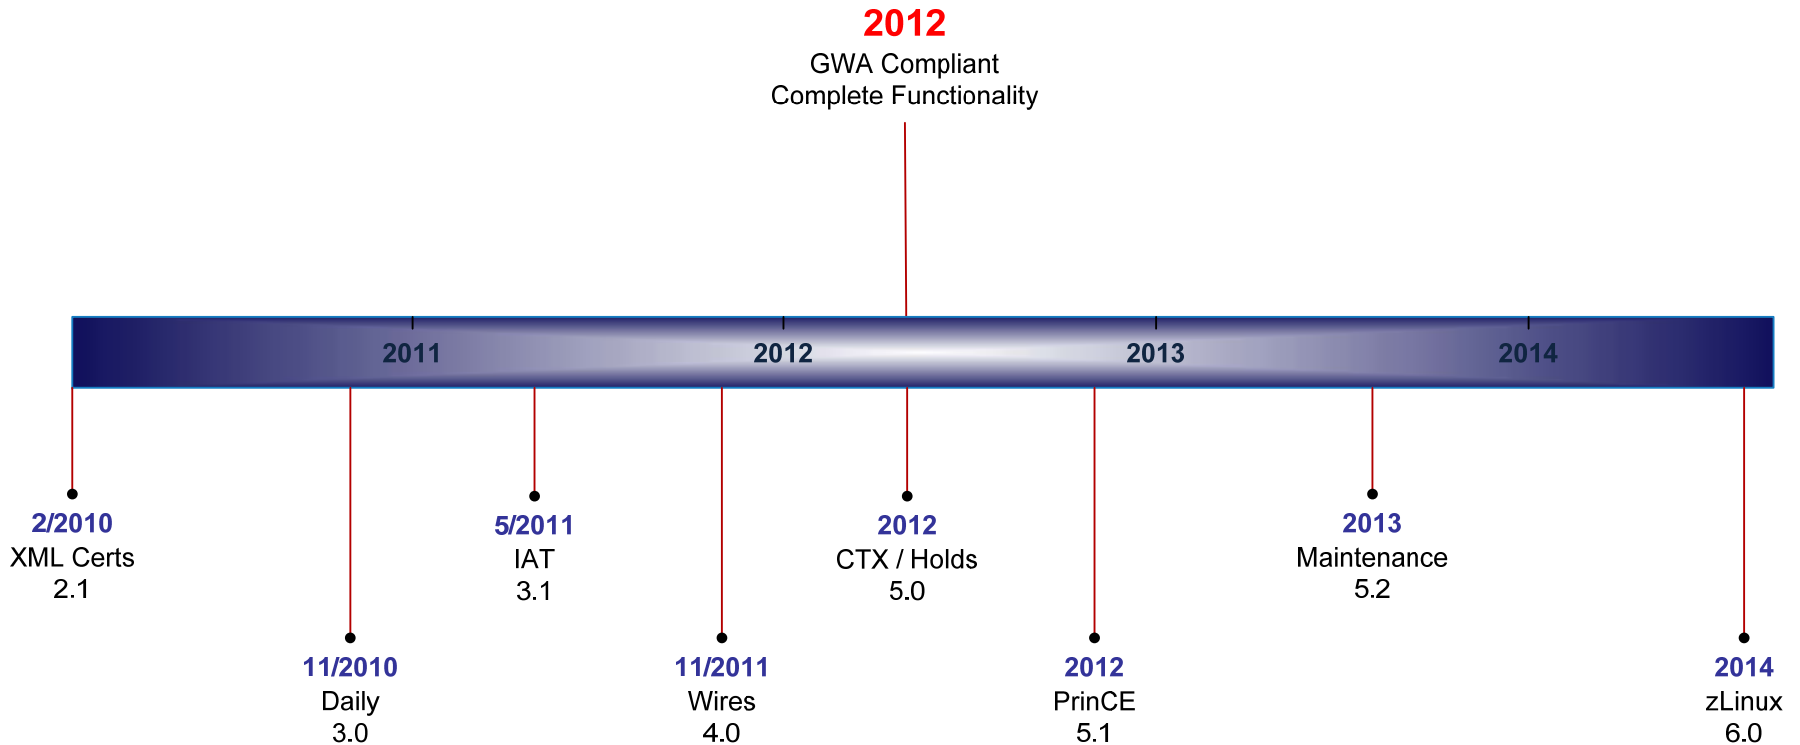 2012
GWA Compliant
Complete Functionality
2011
2012
2013
2014
2/2010
XML Certs
2.1
11/2010
Daily
3.0
5/2011
IAT
3.1
11/2011
Wires
4.0
2012
CTX / Holds
5.0
2012
PrinCE
5.1
2013
Maintenance
5.2
2014
zLinux
6.0